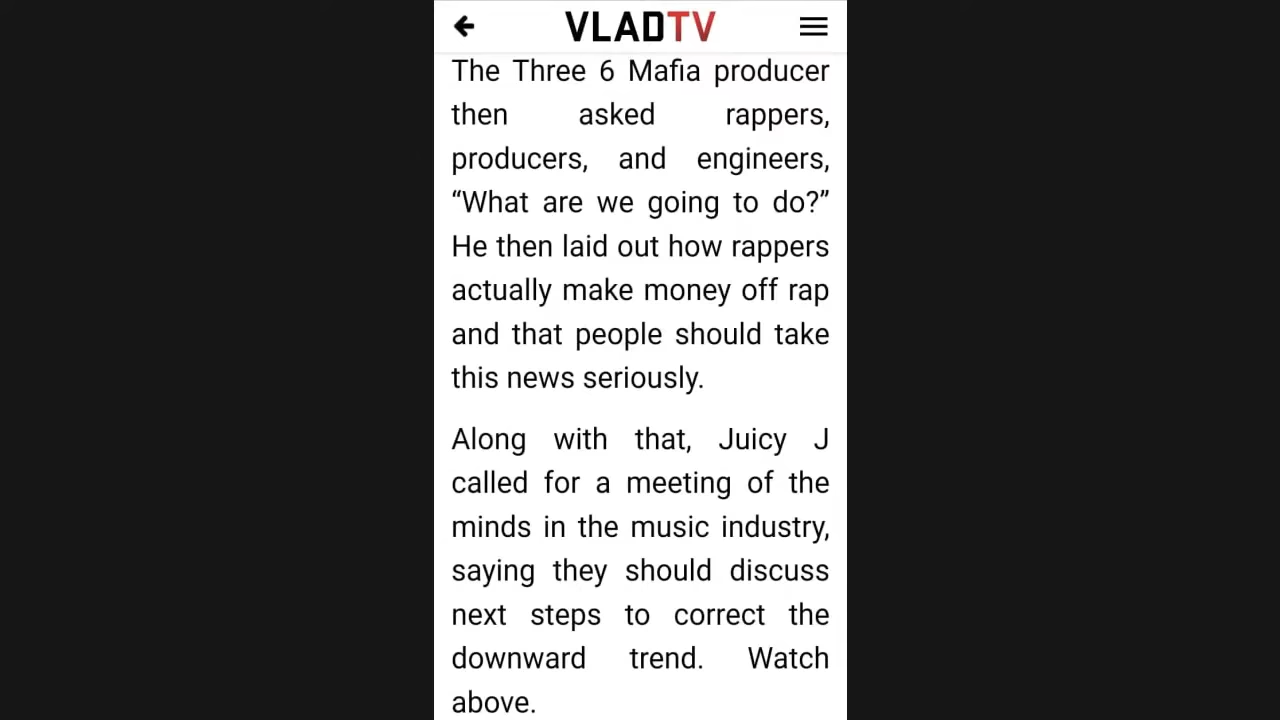 VLADTV
The Three 6 Mafia producer
then asked rappers,
producers, and engineers,
“What are we going to do?”
He then laid out how rappers
actually make money off rap
and that people should take
this news seriously.
Along with that, Juicy J
called for a meeting of the
minds in the music industry,
saying they should discuss
next steps to correct the
downward trend. Watch
above.